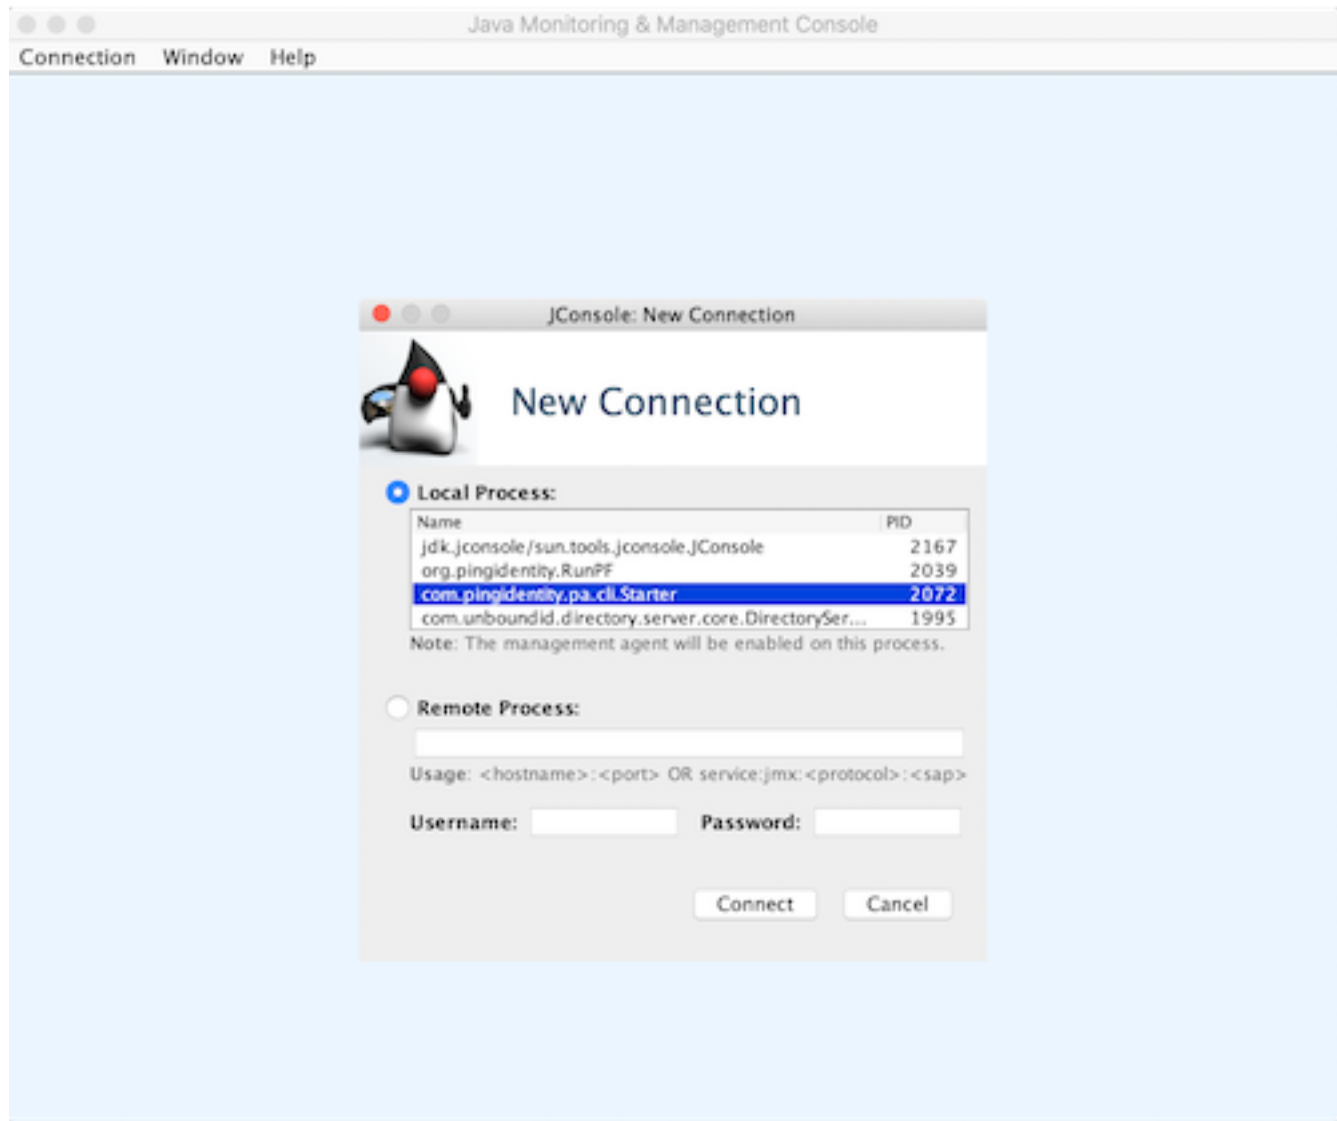 Java Monitoring & Management Console
Connection Window Help
JConsole: New Connection
New Connection
Local Process:
Name PID
jdk.jconsole/sun.tools.jconsole.JConsole 2167
org.pingidentity.RunPF 2039
com.pingidentity.pa.cli.Starter 2072
com.unboundid.directory.server.core.DirectorySer... 1995
Note: The management agent will be enabled on this process.
Remote Process:
Usage: <hostname>:<port> OR service:jmx:<protocol>:<sap>
Username: Password:
Connect Cancel